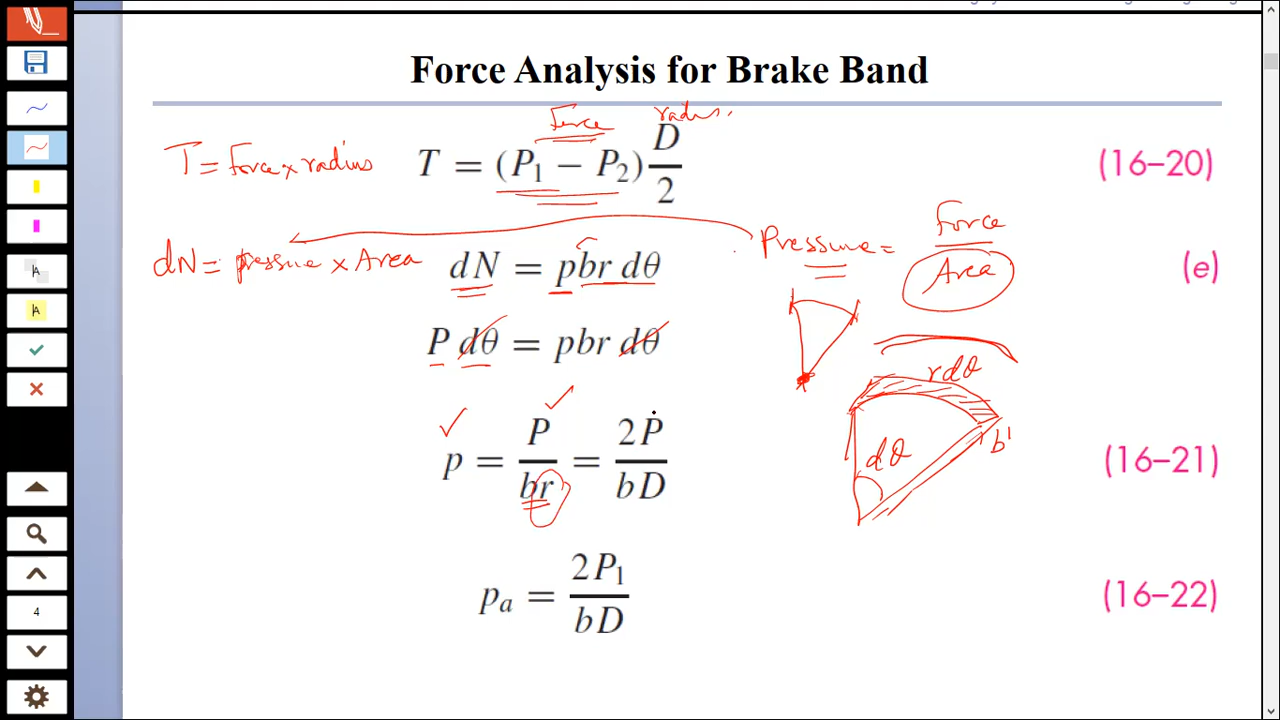 Force Analysis for Brake Band
Force radius.
T = Force x radius T = (P₁ − P₂) D/2 (16–20)
dN = pressure x Area dN = pbr dθ Pressure = Force/Area (e)
P dθ = pbr dθ
rdθ
dθ
b'
p = P/br = 2P/bD (16–21)
pₐ = 2P₁/bD (16–22)
A
A
4